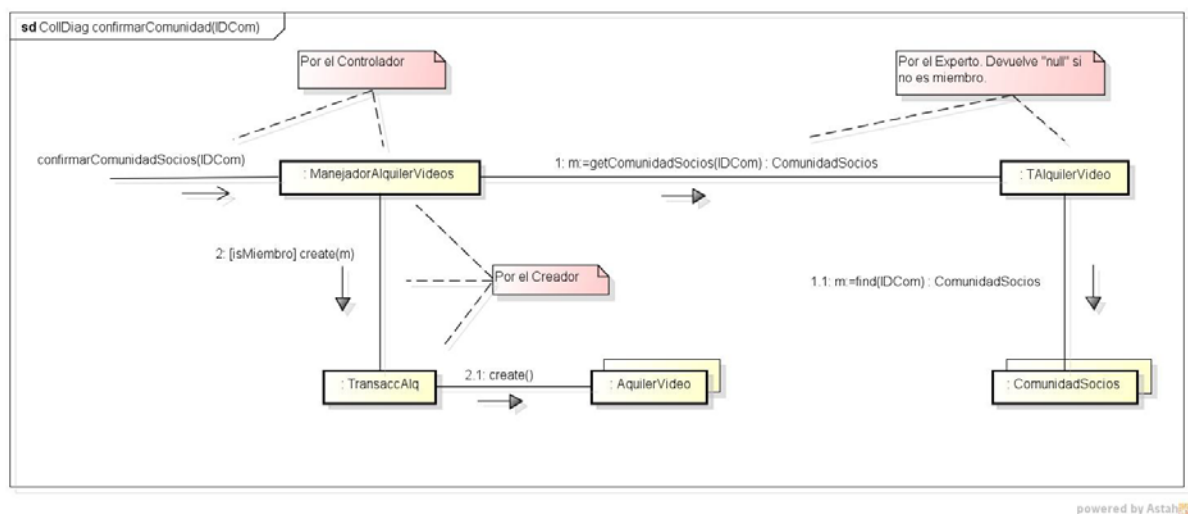 sd CollDiag confirmarComunidad(IDCom)
Por el Controlador
Por el Experto. Devuelve "null" si
no es miembro.
confirmarComunidadSocios(IDCom)
: ManejadorAlquilerVideos
1: m:=getComunidadSocios(IDCom) : ComunidadSocios
: TAlquilerVideo
2: [isMiembro] create(m)
Por el Creador
1.1: m:=find(IDCom) : ComunidadSocios
: TransaccAlq
2.1: create()
: AquilerVideo
: ComunidadSocios
powered by Astah